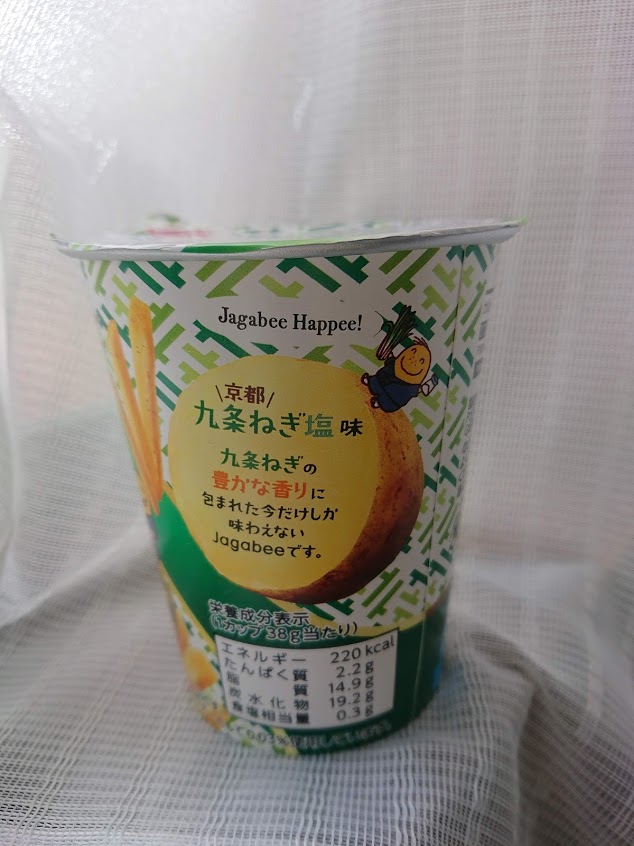 Jagabee Happee!
\京都/
九条ねぎ塩味
九条ねぎの
豊かな香りに
包まれた今だけしか
味わえない
Jagabeeです。
栄養成分表示
(1カップ38g当たり)
エネルギー 220kcal
たんぱく質 2.2g
脂質 14.9g
炭水化物 19.2g
食塩相当量 0.3g